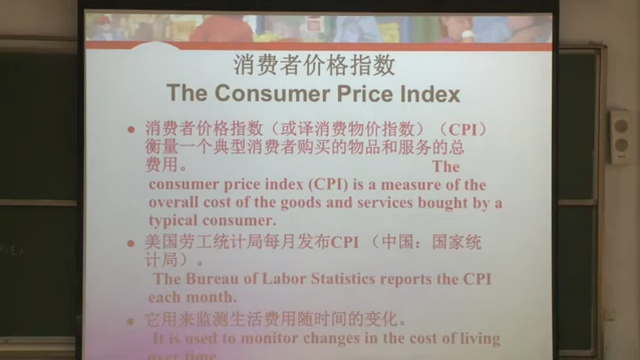 消费者价格指数
The Consumer Price Index
• 消费者价格指数（或译消费物价指数）（CPI）
衡量一个典型消费者购买的物品和服务的总
费用。 The
consumer price index (CPI) is a measure of the
overall cost of the goods and services bought by a
typical consumer.
• 美国劳工统计局每月发布CPI （中国：国家统
计局）。
The Bureau of Labor Statistics reports the CPI
each month.
• 它用来监测生活费用随时间的变化。
It is used to monitor changes in the cost of living
over time